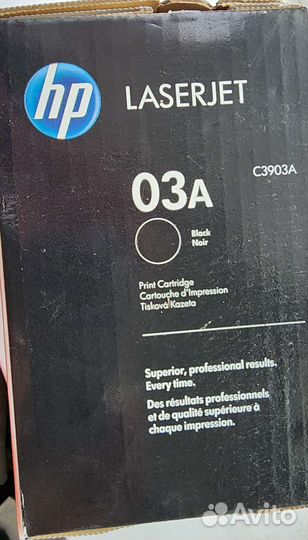 hp
LASERJET
03A
C3903A
Black
Noir
Print Cartridge
Cartouche d'Impression
Tisková Kazeta
Superior, professional results.
Every time.
Des résultats professionnels
et de qualité supérieure à
chaque impression.
Avito